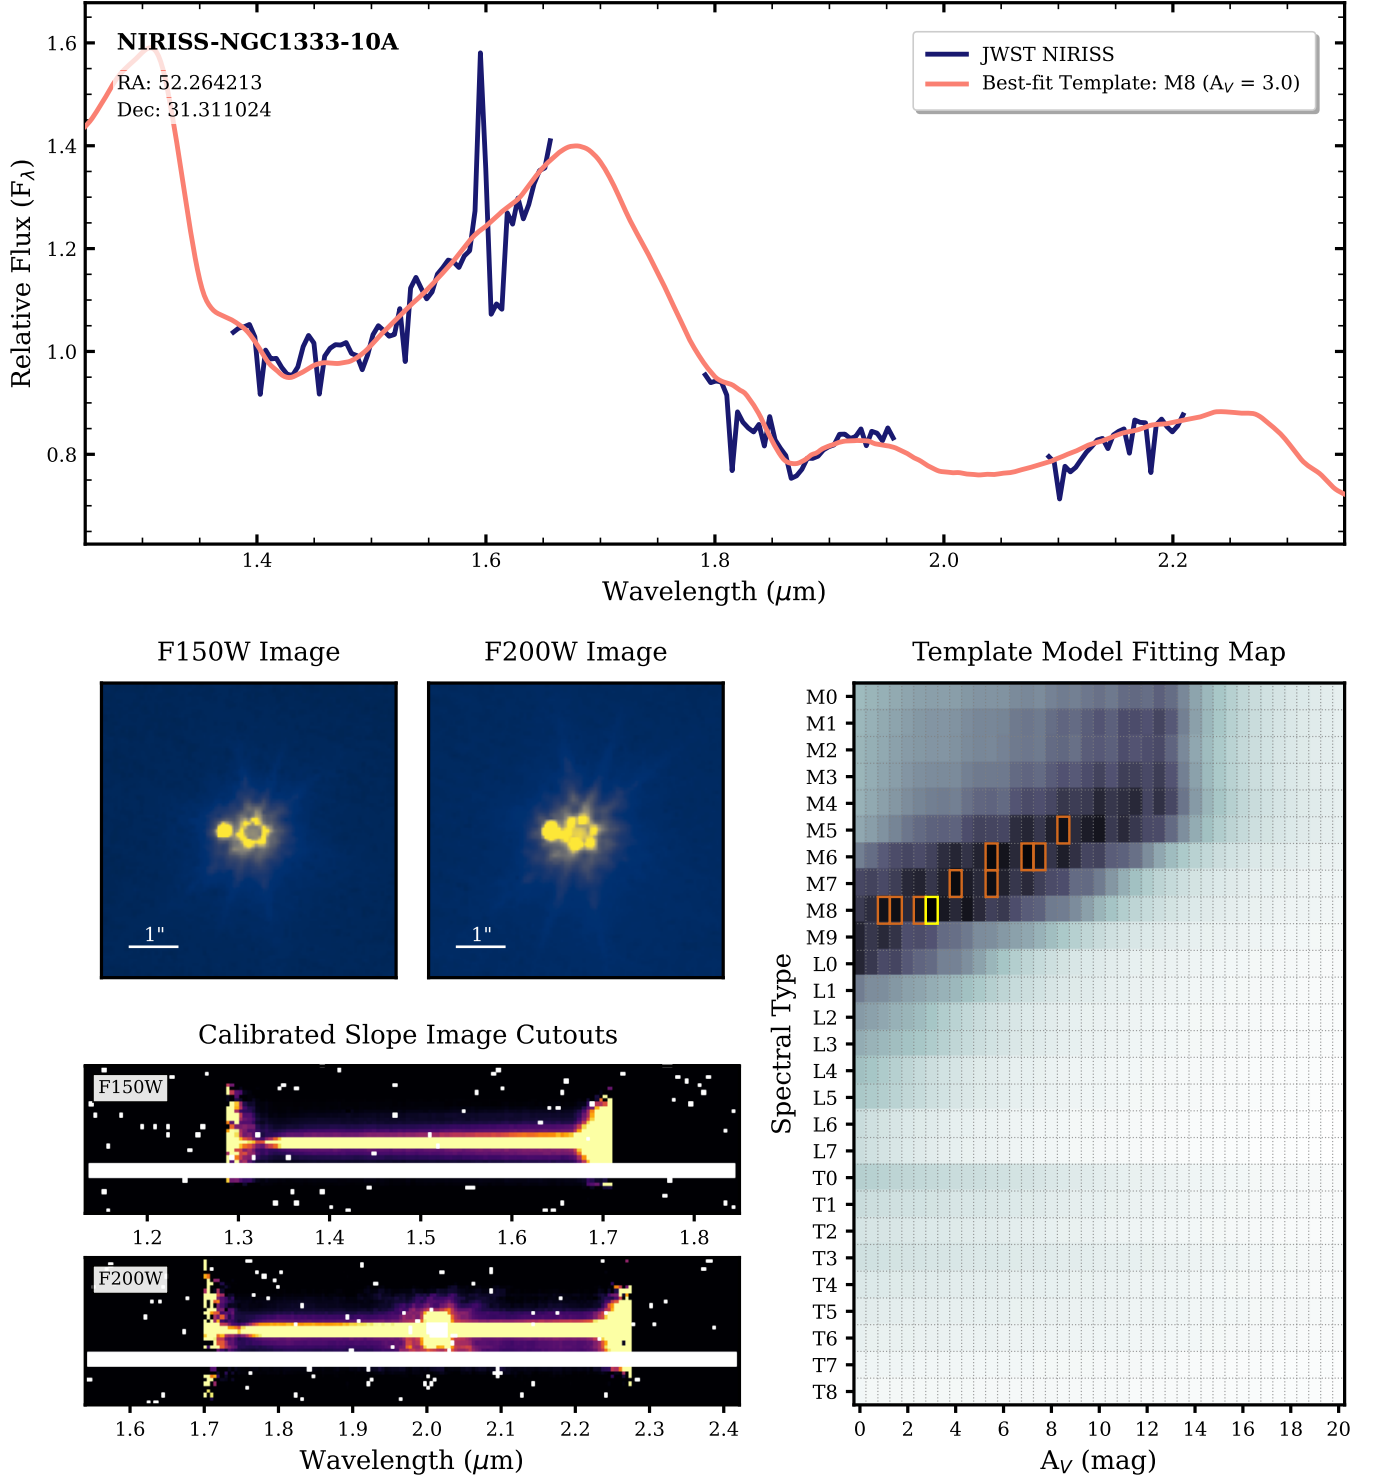 NIRISS-NGC1333-10A
RA: 52.264213
Dec: 31.311024
JWST NIRISS
Best-fit Template: M8 (A_V = 3.0)
Relative Flux (F_λ)
1.6
1.4
1.2
1.0
0.8
1.4 1.6 1.8 2.0 2.2
Wavelength (μm)
F150W Image
1"
F200W Image
1"
Calibrated Slope Image Cutouts
F150W
1.2 1.3 1.4 1.5 1.6 1.7 1.8
F200W
1.6 1.7 1.8 1.9 2.0 2.1 2.2 2.3 2.4
Wavelength (μm)
Template Model Fitting Map
Spectral Type
M0
M1
M2
M3
M4
M5
M6
M7
M8
M9
L0
L1
L2
L3
L4
L5
L6
L7
T0
T1
T2
T3
T4
T5
T6
T7
T8
0 2 4 6 8 10 12 14 16 18 20
A_V (mag)